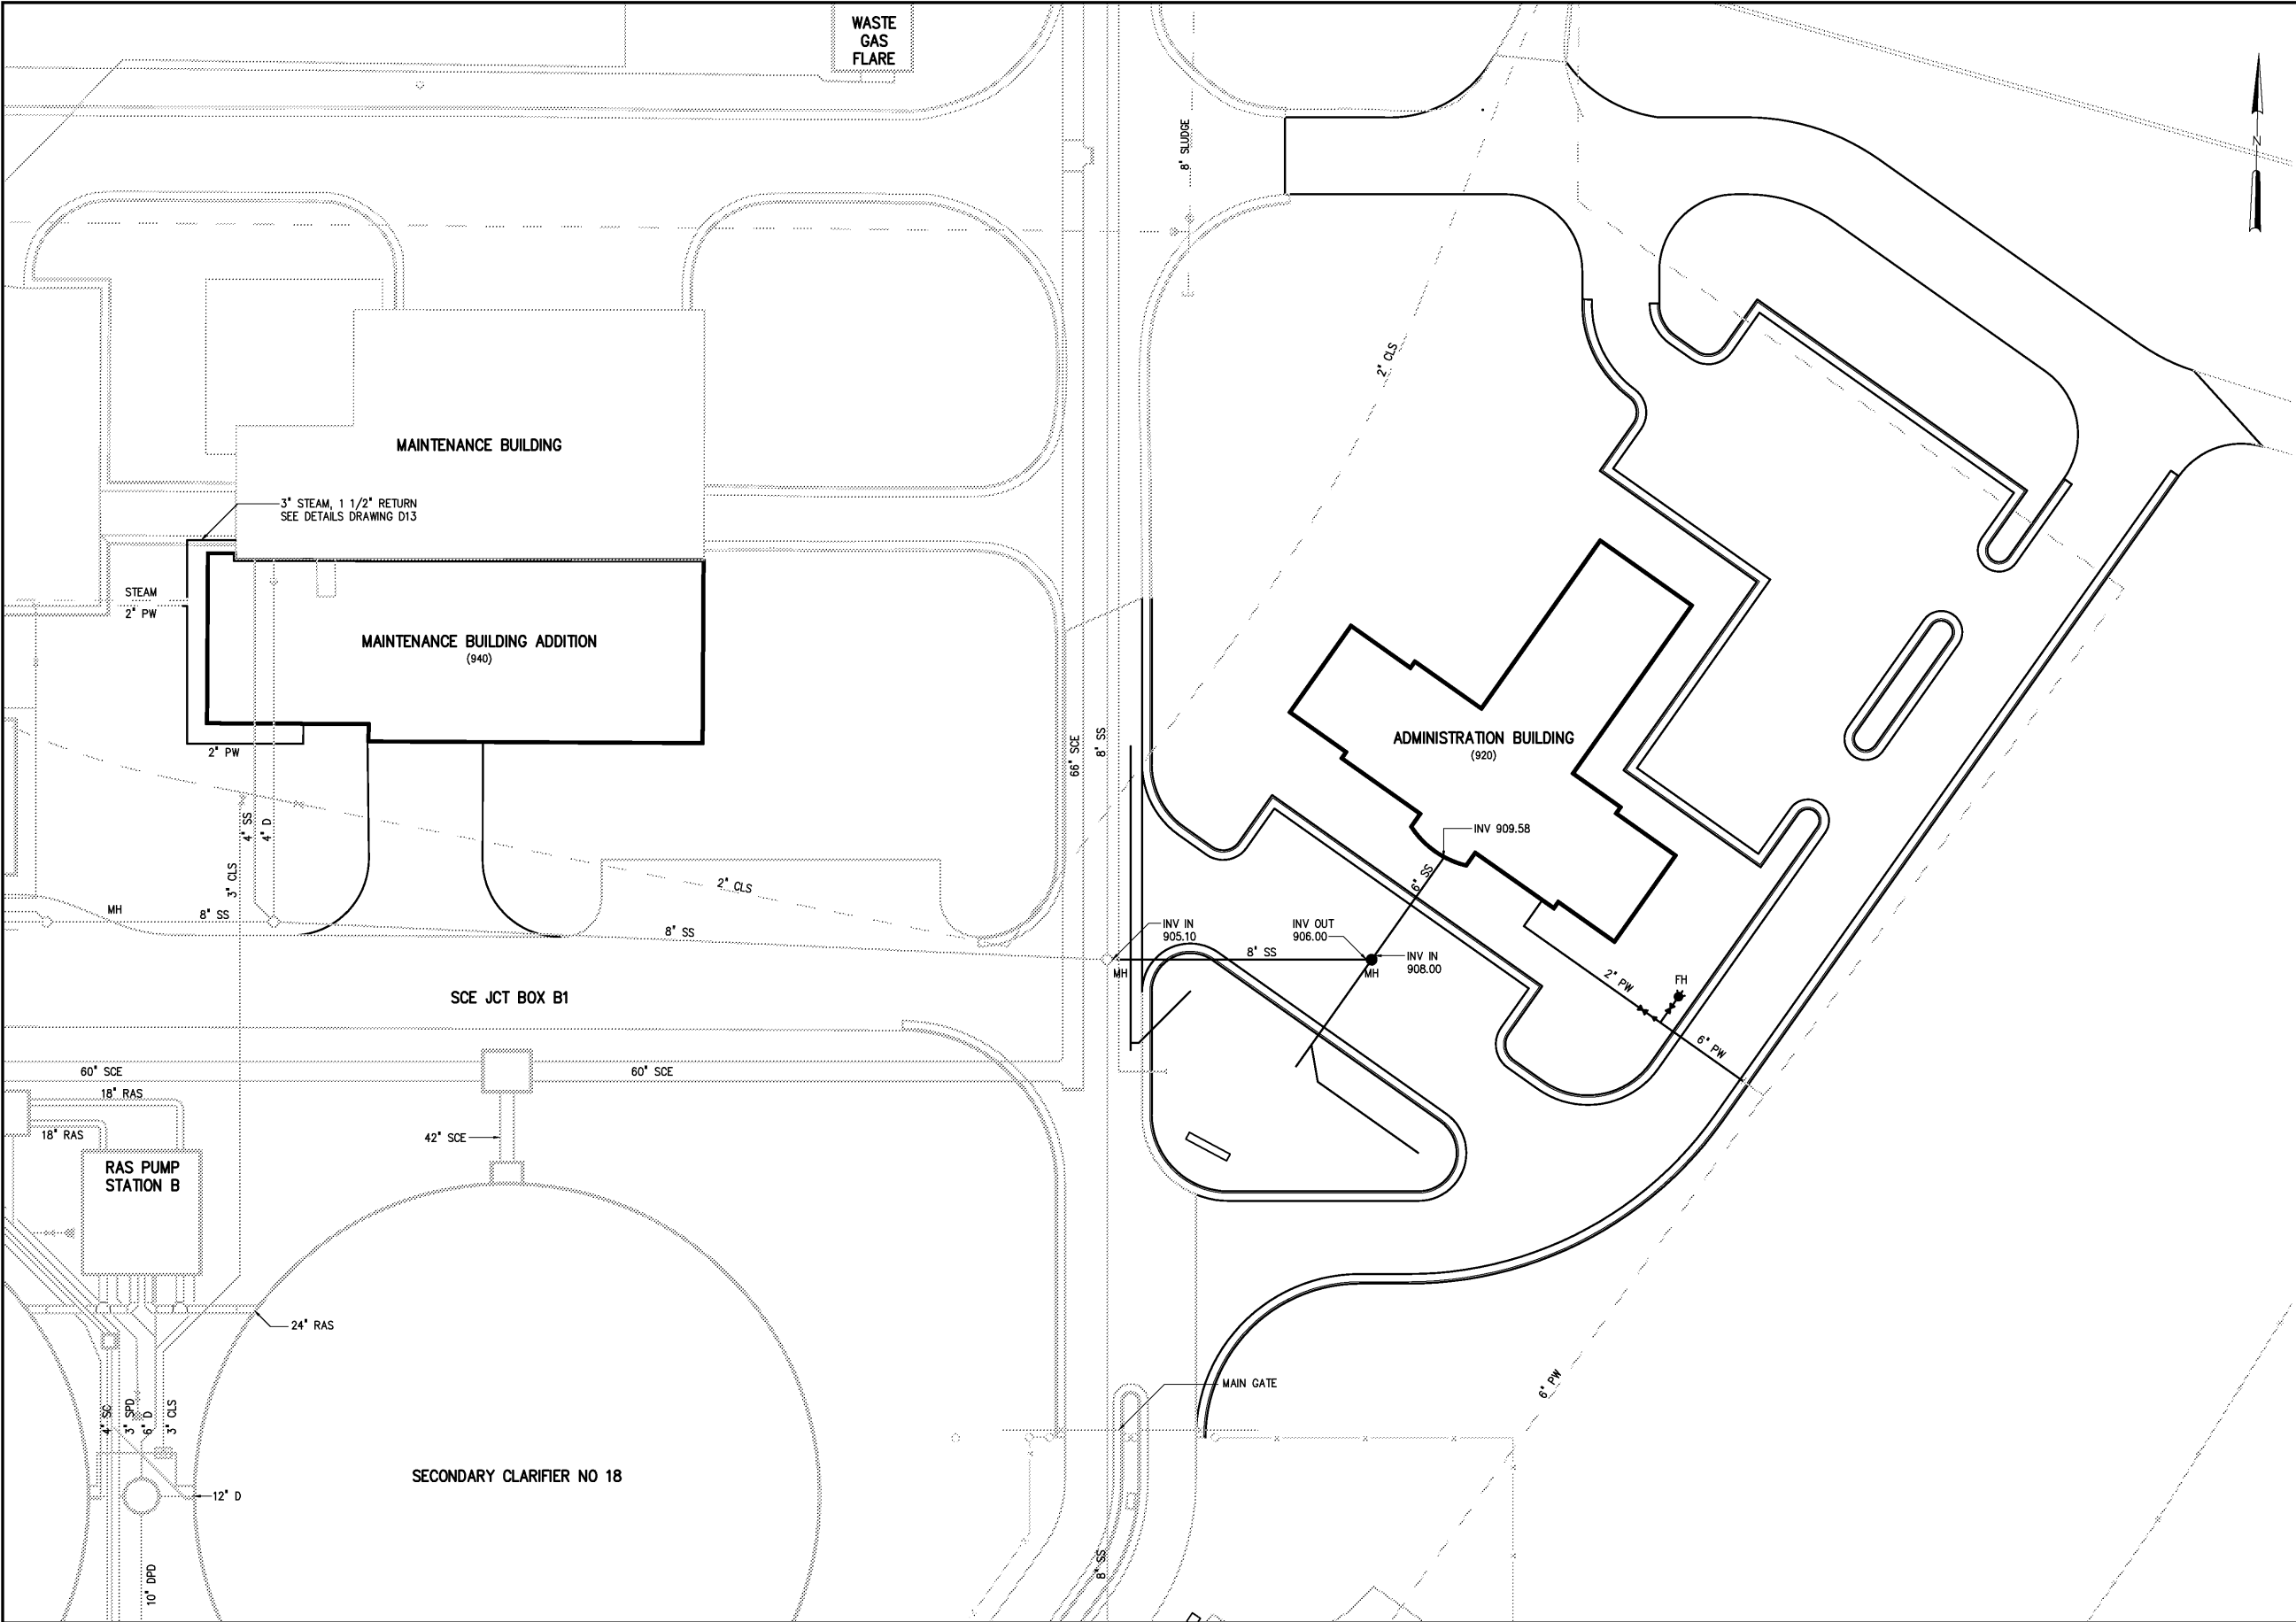 WASTE
GAS
FLARE
8" SLUDGE
N
2" CLS
MAINTENANCE BUILDING
3" STEAM, 1 1/2" RETURN
SEE DETAILS DRAWING D13
STEAM
2" PW
MAINTENANCE BUILDING ADDITION
(940)
2" PW
66" SCE
8" SS
ADMINISTRATION BUILDING
(920)
INV 909.58
4" SS
4" D
3" CLS
2" CLS
6" SS
MH
8" SS
8" SS
INV IN
905.10
MH
8" SS
INV OUT
906.00
INV IN
908.00
MH
2" PW
FH
6" PW
SCE JCT BOX B1
60" SCE
60" SCE
18" RAS
18" RAS
42" SCE
RAS PUMP
STATION B
24" RAS
MAIN GATE
6" PW
4" SC
3" SPD
6" D
3" CLS
SECONDARY CLARIFIER NO 18
12" D
10" DPD
8" SS